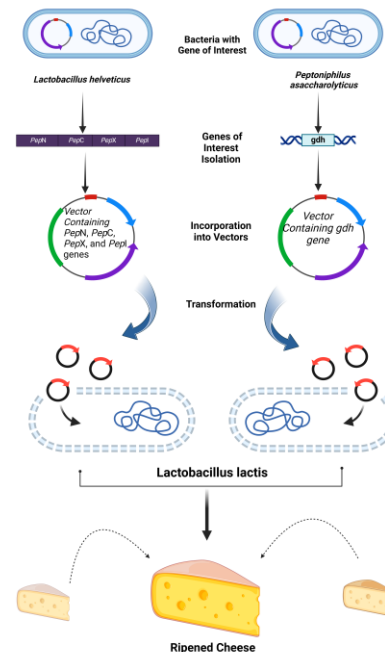 Bacteria with
Gene of Interest
Lactobacillus helveticus
Peptoniphilus
asaccharolyticus
PepN PepC PepX PepI
Genes of
Interest
Isolation
gdh
Vector
Containing
PepN, PepC,
PepX, and PepI
genes
Incorporation
into Vectors
Vector
Containing gdh
gene
Transformation
Lactobacillus lactis
Ripened Cheese